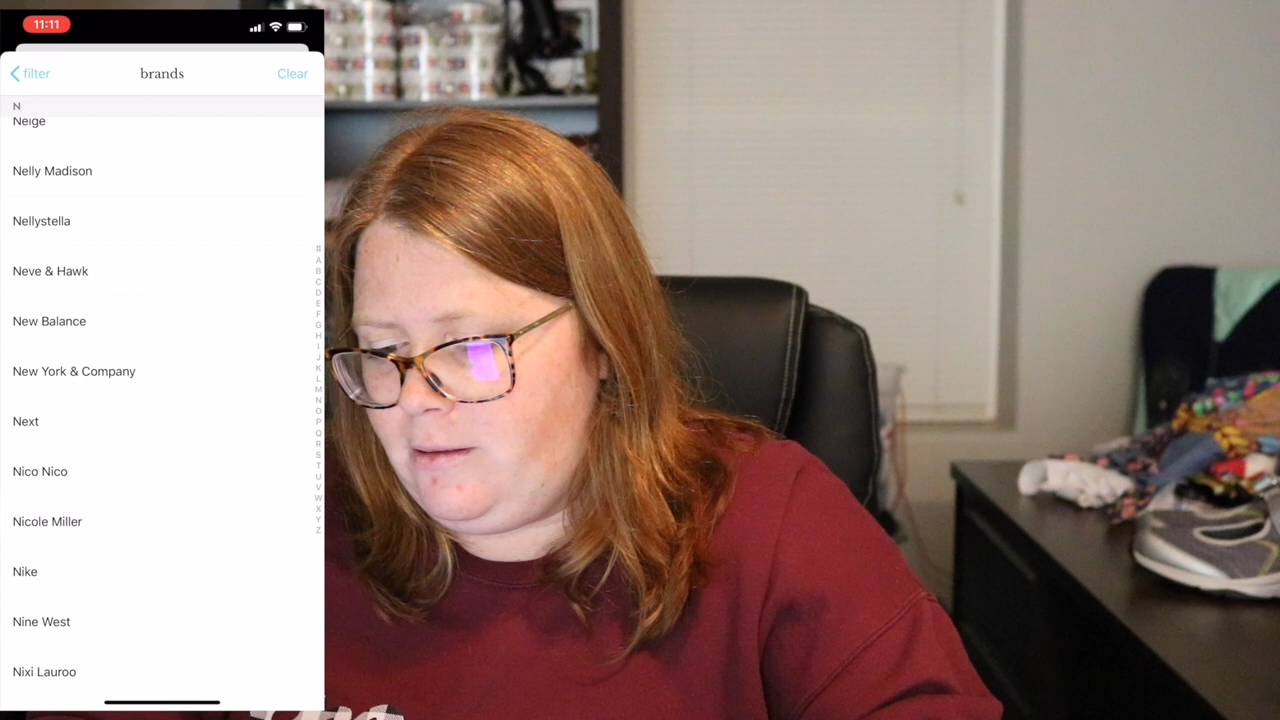 11:11
filter
brands
Clear
N
Neige
Nelly Madison
Nellystella
Neve & Hawk
New Balance
New York & Company
Next
Nico Nico
Nicole Miller
Nike
Nine West
Nixi Lauroo
#
A
B
C
D
E
F
G
H
I
J
K
L
M
N
O
P
Q
R
S
T
U
V
W
X
Y
Z